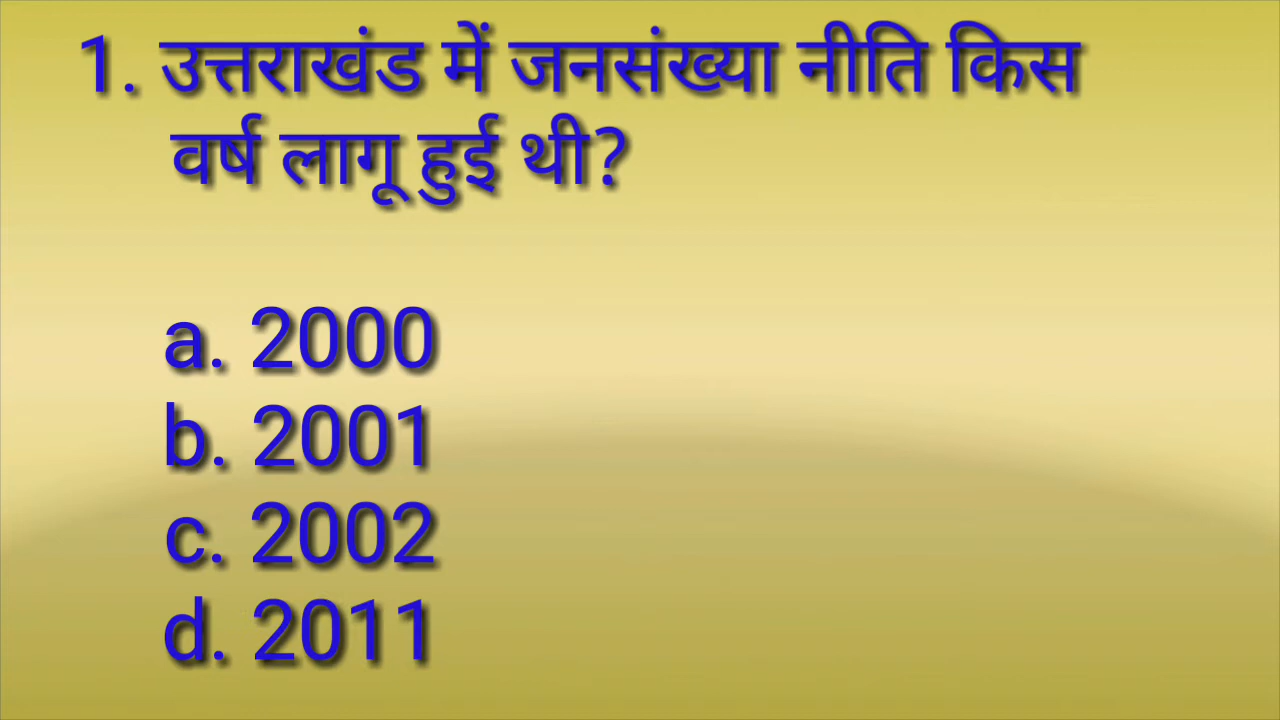 1. उत्तराखंड में जनसंख्या नीति किस
वर्ष लागू हुई थी?
a. 2000
b. 2001
c. 2002
d. 2011